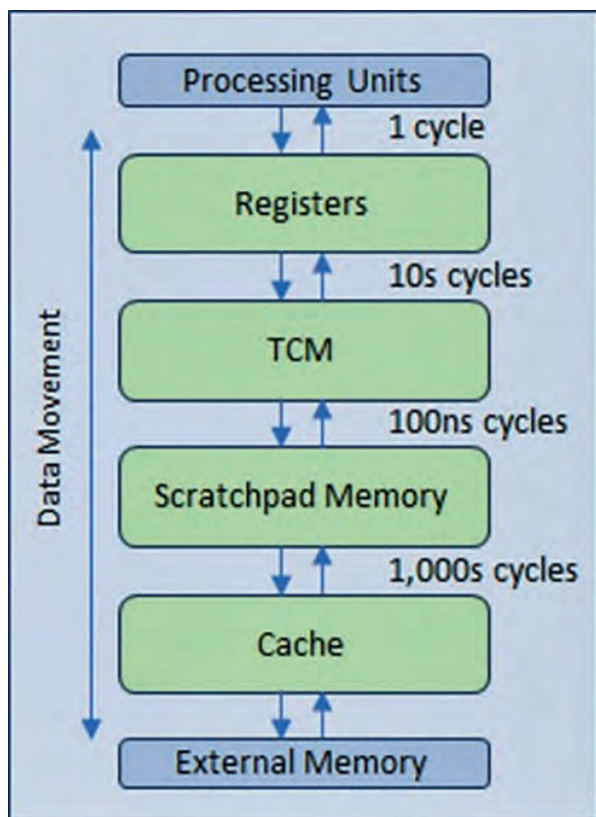 Processing Units
1 cycle
Registers
10s cycles
TCM
100ns cycles
Scratchpad Memory
1,000s cycles
Cache
External Memory
Data Movement